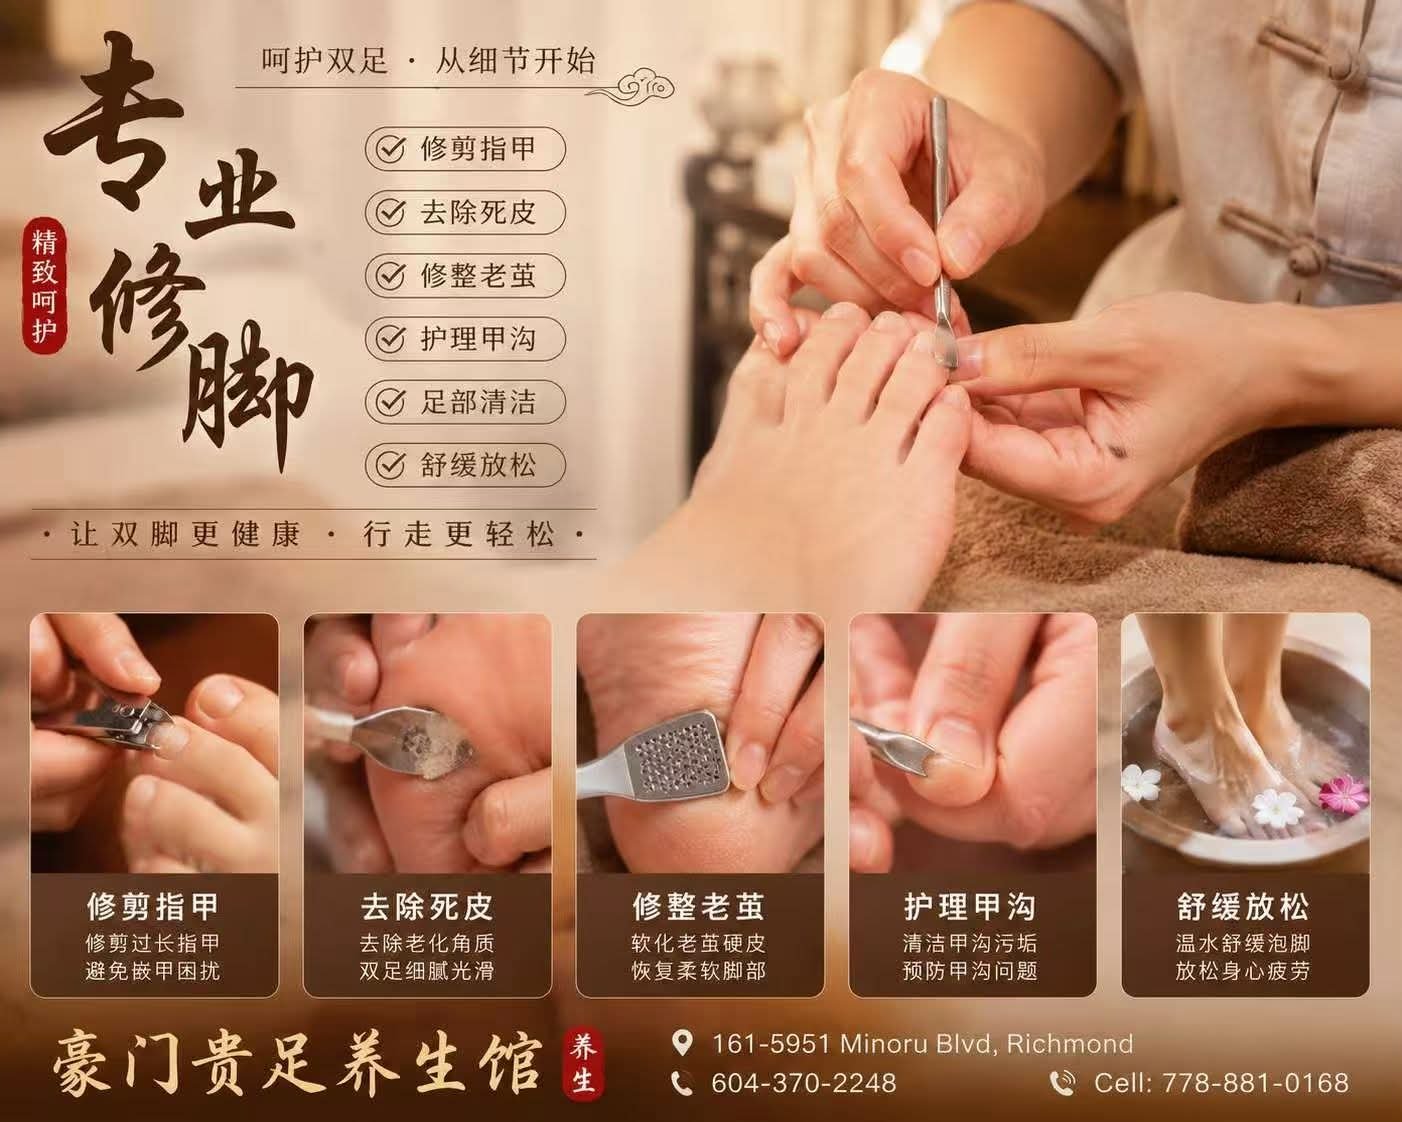 专业修脚
精致呵护
呵护双足 · 从细节开始
修剪指甲
去除死皮
修整老茧
护理甲沟
足部清洁
舒缓放松
· 让双脚更健康 · 行走更轻松 ·
修剪指甲
修剪过长指甲
避免嵌甲困扰
去除死皮
去除老化角质
双足细腻光滑
修整老茧
软化老茧硬皮
恢复柔软脚部
护理甲沟
清洁甲沟污垢
预防甲沟问题
舒缓放松
温水舒缓泡脚
放松身心疲劳
豪门贵足养生馆
养生
161-5951 Minoru Blvd, Richmond
604-370-2248
Cell: 778-881-0168